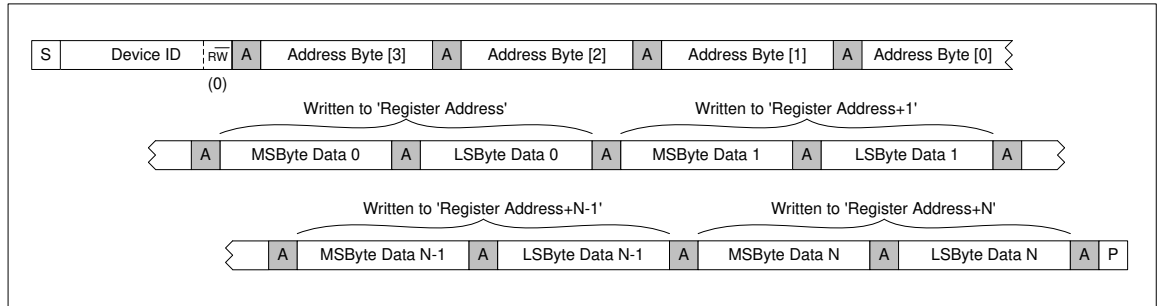 S Device ID RW A Address Byte [3] A Address Byte [2] A Address Byte [1] A Address Byte [0]
(0)
Written to 'Register Address' Written to 'Register Address+1'
A MSByte Data 0 A LSByte Data 0 A MSByte Data 1 A LSByte Data 1 A
Written to 'Register Address+N-1' Written to 'Register Address+N'
A MSByte Data N-1 A LSByte Data N-1 A MSByte Data N A LSByte Data N A P